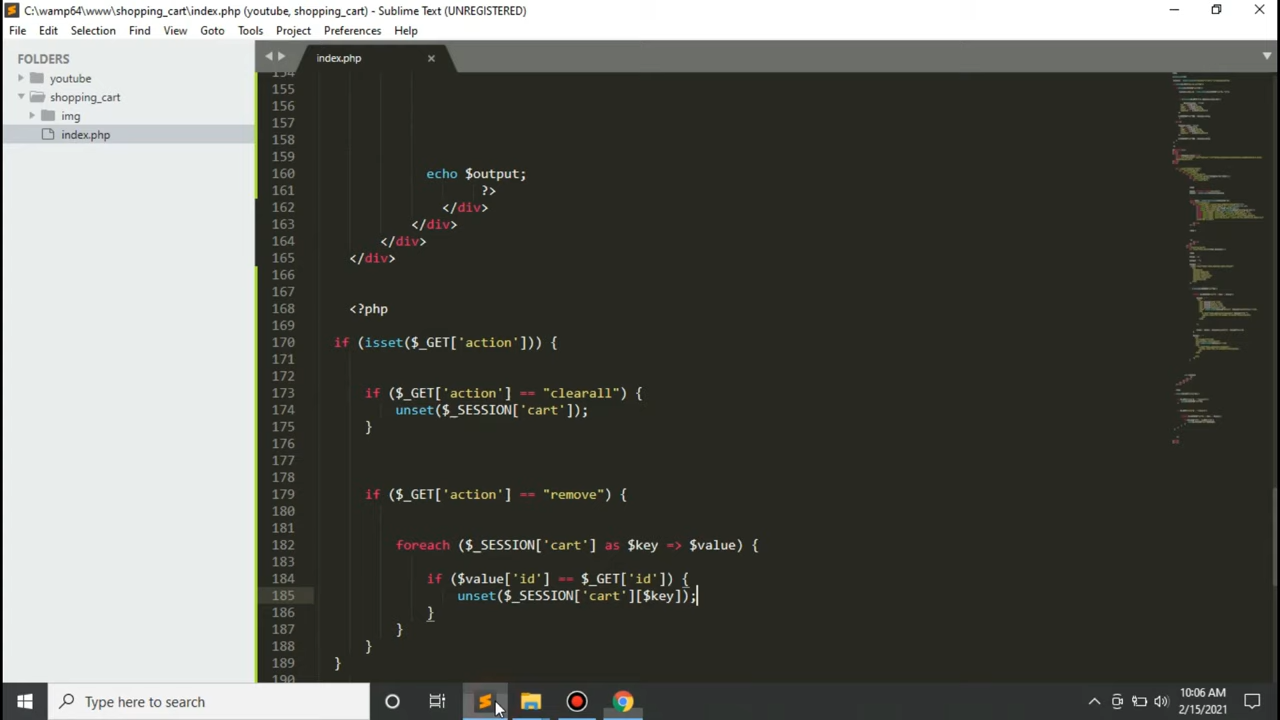 C:\wamp64\www\shopping_cart\index.php (youtube, shopping_cart) - Sublime Text (UNREGISTERED)
File Edit Selection Find View Goto Tools Project Preferences Help
FOLDERS
youtube
shopping_cart
img
index.php
index.php
154
155
156
157
158
159
160 echo $output;
161 ?>
162 </div>
163 </div>
164 </div>
165 </div>
166
167
168 <?php
169
170 if (isset($_GET['action'])) {
171
172
173 if ($_GET['action'] == "clearall") {
174 unset($_SESSION['cart']);
175 }
176
177
178
179 if ($_GET['action'] == "remove") {
180
181
182 foreach ($_SESSION['cart'] as $key => $value) {
183
184 if ($value['id'] == $_GET['id']) {
185 unset($_SESSION['cart'][$key]);
186 }
187 }
188 }
189 }
190
Type here to search
10:06 AM
2/15/2021